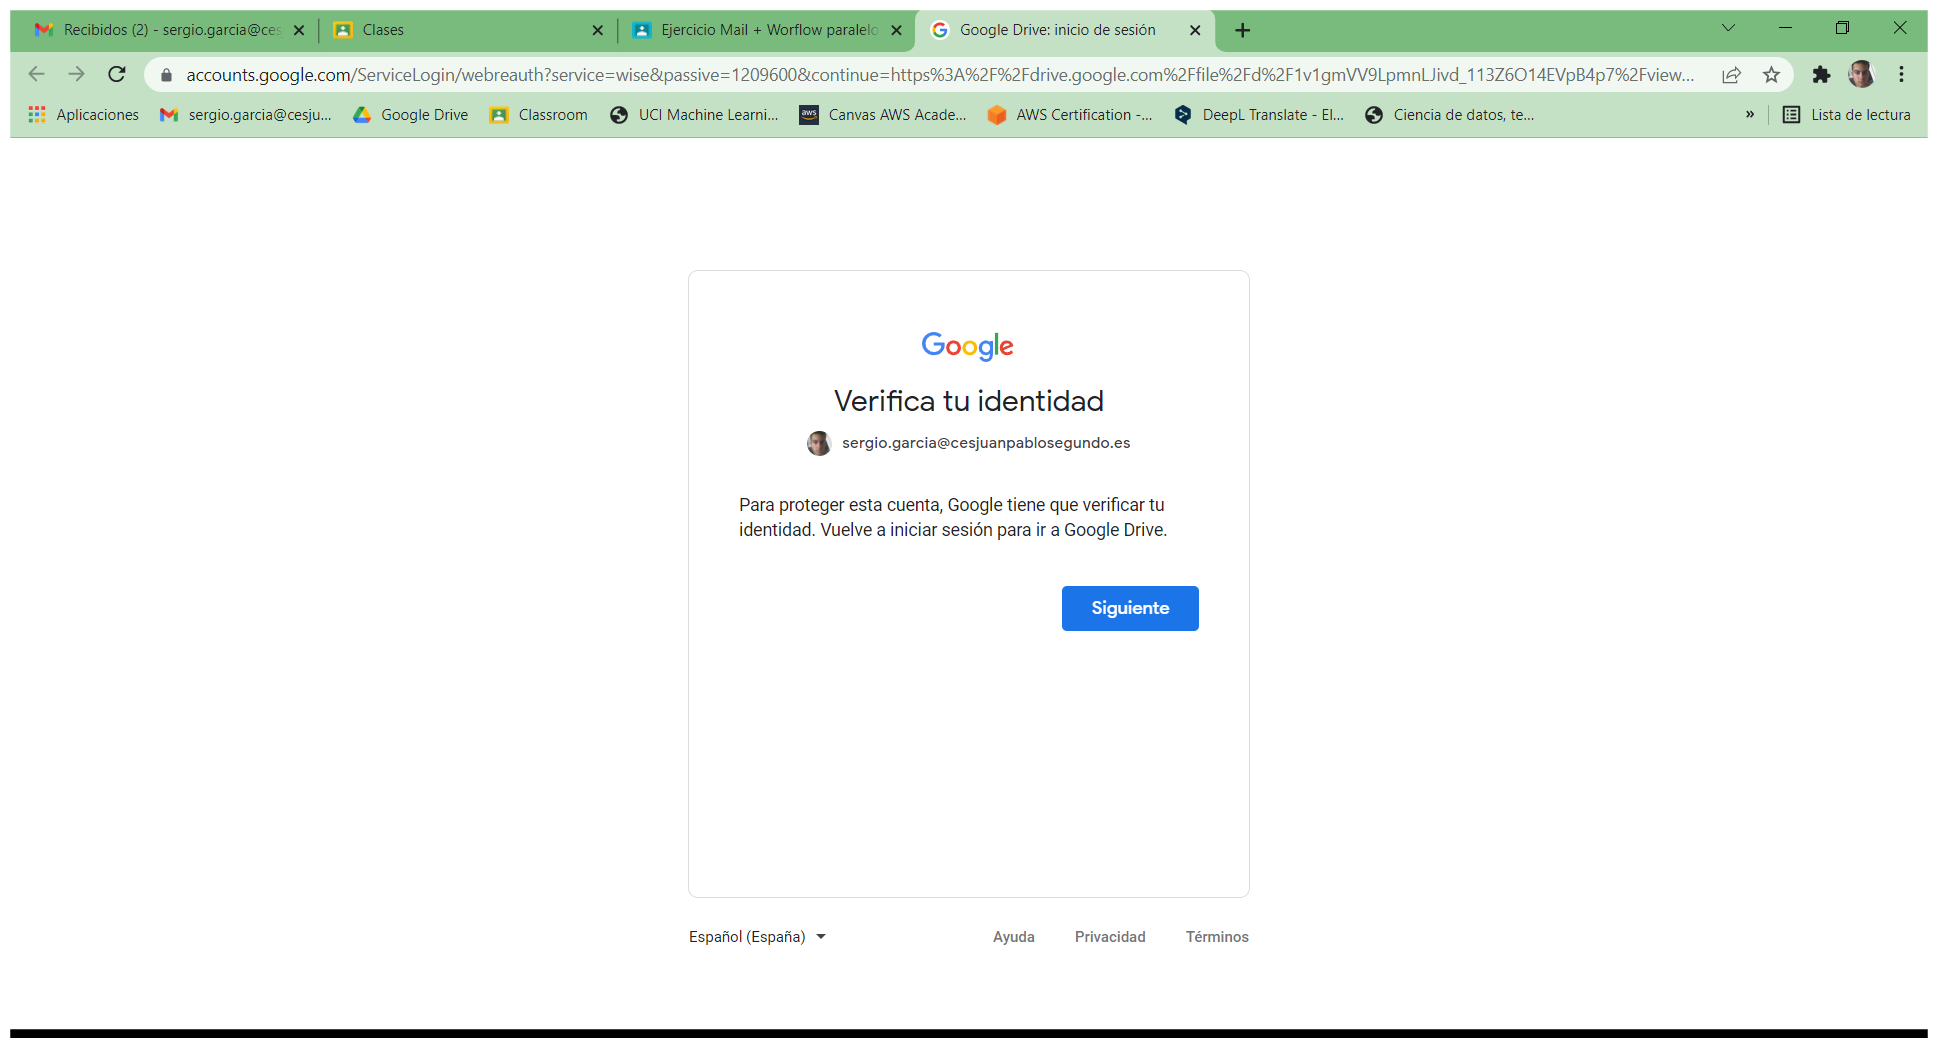 Recibidos (2) - sergio.garcia@ces
Clases
Ejercicio Mail + Worflow paralelo
Google Drive: inicio de sesión
accounts.google.com/ServiceLogin/webreauth?service=wise&passive=1209600&continue=https%3A%2F%2Fdrive.google.com%2Ffile%2Fd%2F1v1gmVV9LpmnLJivd_113Z6O14EVpB4p7%2Fview...
Aplicaciones
sergio.garcia@cesju...
Google Drive
Classroom
UCI Machine Learni...
aws
Canvas AWS Acade...
AWS Certification -...
DeepL Translate - El...
Ciencia de datos, te...
»
Lista de lectura
Google
Verifica tu identidad
sergio.garcia@cesjuanpablosegundo.es
Para proteger esta cuenta, Google tiene que verificar tu
identidad. Vuelve a iniciar sesión para ir a Google Drive.
Siguiente
Español (España)
Ayuda
Privacidad
Términos